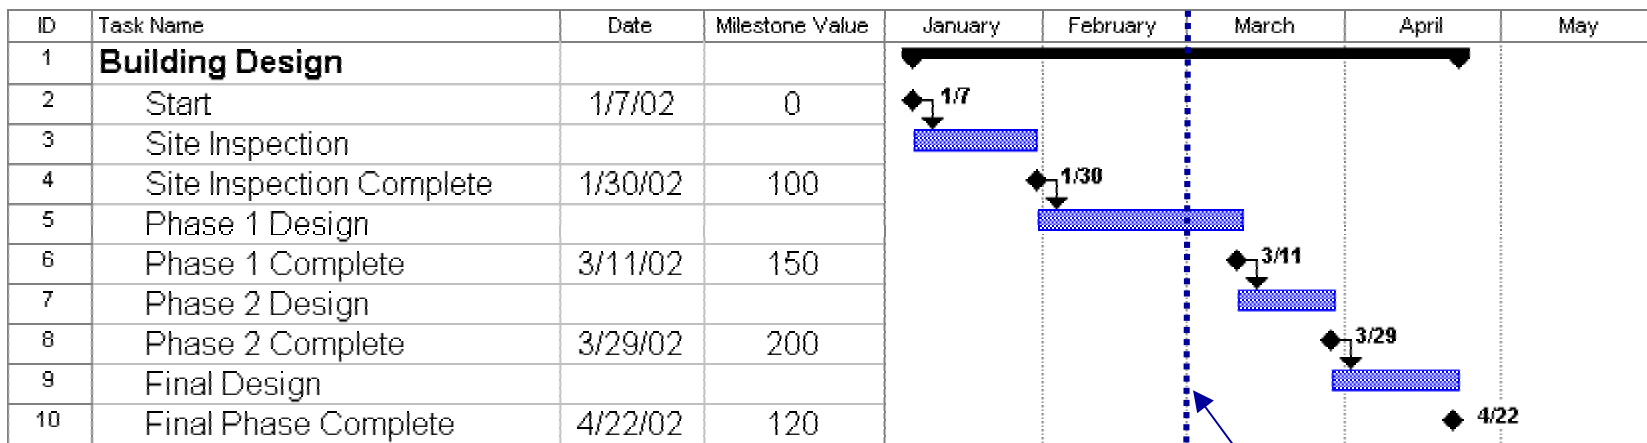 ID Task Name Date Milestone Value January February March April May
1 Building Design
2 Start 1/7/02 0 1/7
3 Site Inspection
4 Site Inspection Complete 1/30/02 100 1/30
5 Phase 1 Design
6 Phase 1 Complete 3/11/02 150 3/11
7 Phase 2 Design
8 Phase 2 Complete 3/29/02 200 3/29
9 Final Design
10 Final Phase Complete 4/22/02 120 4/22